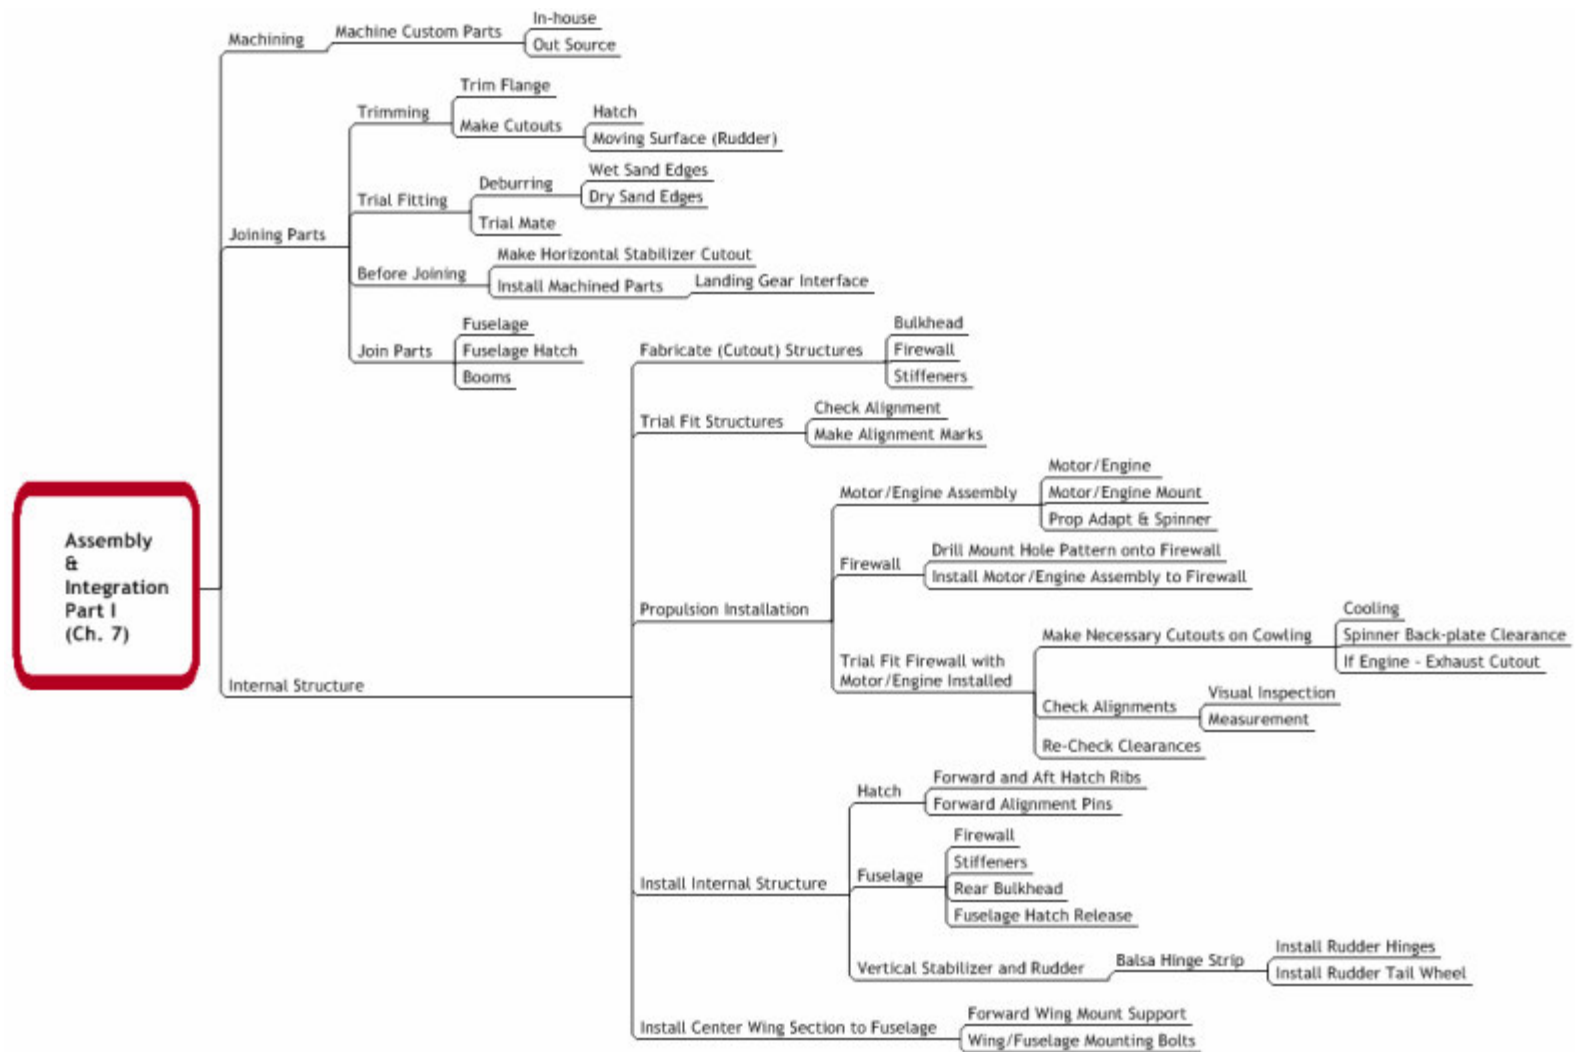 Assembly
&
Integration
Part I
(Ch. 7)
Machining
Machine Custom Parts
In-house
Out Source
Joining Parts
Trimming
Trim Flange
Make Cutouts
Hatch
Moving Surface (Rudder)
Trial Fitting
Deburring
Wet Sand Edges
Dry Sand Edges
Trial Mate
Before Joining
Make Horizontal Stabilizer Cutout
Install Machined Parts
Landing Gear Interface
Join Parts
Fuselage
Fuselage Hatch
Booms
Internal Structure
Fabricate (Cutout) Structures
Bulkhead
Firewall
Stiffeners
Trial Fit Structures
Check Alignment
Make Alignment Marks
Propulsion Installation
Motor/Engine Assembly
Motor/Engine
Motor/Engine Mount
Prop Adapt & Spinner
Firewall
Drill Mount Hole Pattern onto Firewall
Install Motor/Engine Assembly to Firewall
Trial Fit Firewall with
Motor/Engine Installed
Make Necessary Cutouts on Cowling
Cooling
Spinner Back-plate Clearance
If Engine - Exhaust Cutout
Check Alignments
Visual Inspection
Measurement
Re-Check Clearances
Install Internal Structure
Hatch
Forward and Aft Hatch Ribs
Forward Alignment Pins
Fuselage
Firewall
Stiffeners
Rear Bulkhead
Fuselage Hatch Release
Vertical Stabilizer and Rudder
Balsa Hinge Strip
Install Rudder Hinges
Install Rudder Tail Wheel
Install Center Wing Section to Fuselage
Forward Wing Mount Support
Wing/Fuselage Mounting Bolts